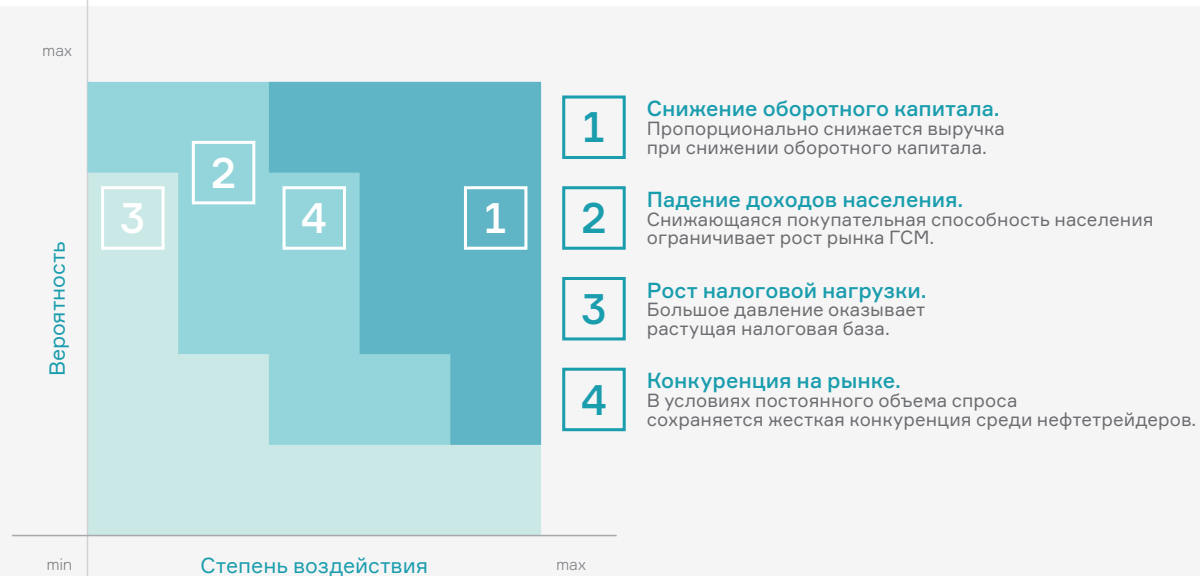 max
Вероятность
2
3
4
1
min
Степень воздействия
max
1
Снижение оборотного капитала.
Пропорционально снижается выручка
при снижении оборотного капитала.
2
Падение доходов населения.
Снижающаяся покупательная способность населения
ограничивает рост рынка ГСМ.
3
Рост налоговой нагрузки.
Большое давление оказывает
растущая налоговая база.
4
Конкуренция на рынке.
В условиях постоянного объема спроса
сохраняется жесткая конкуренция среди нефтетрейдеров.